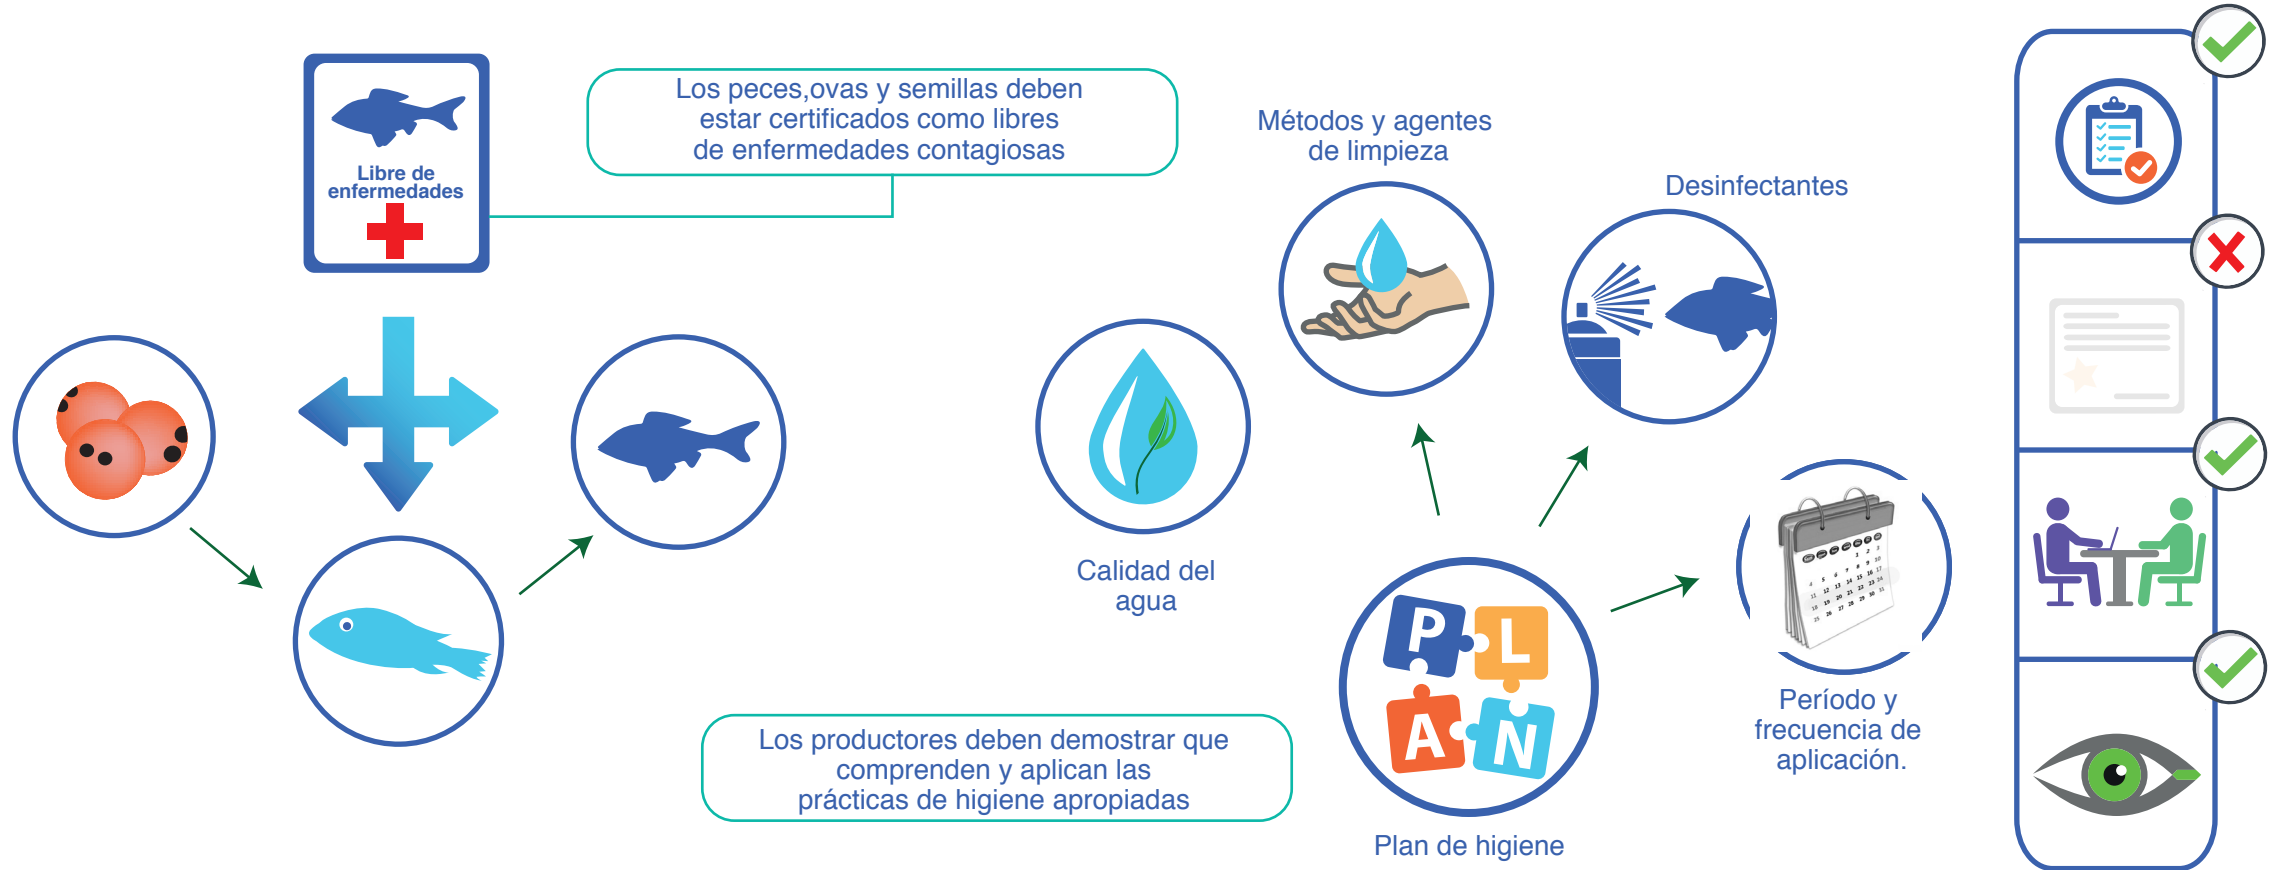 Libre de
enfermedades
Los peces,ovas y semillas deben
estar certificados como libres
de enfermedades contagiosas
Métodos y agentes
de limpieza
Desinfectantes
Calidad del
agua
Los productores deben demostrar que
comprenden y aplican las
prácticas de higiene apropiadas
P L
A N
Plan de higiene
Período y
frecuencia de
aplicación.